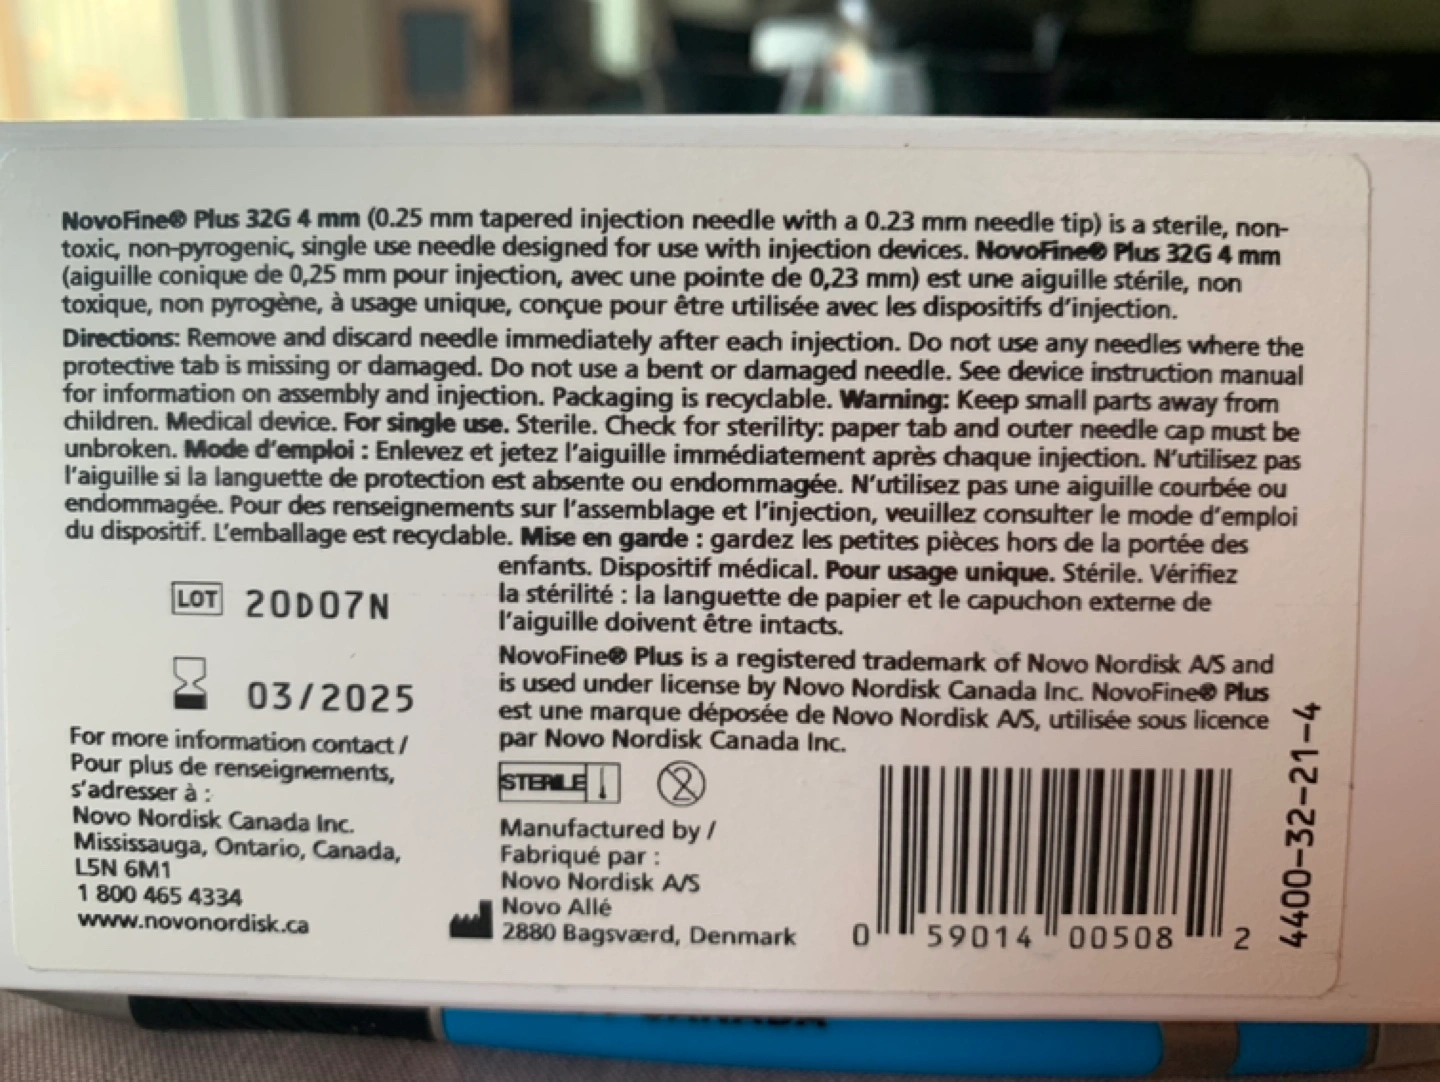 NovoFine® Plus 32G 4 mm (0.25 mm tapered injection needle with a 0.23 mm needle tip) is a sterile, non-
toxic, non-pyrogenic, single use needle designed for use with injection devices. NovoFine® Plus 32G 4 mm
(aiguille conique de 0,25 mm pour injection, avec une pointe de 0,23 mm) est une aiguille stérile, non
toxique, non pyrogène, à usage unique, conçue pour être utilisée avec les dispositifs d'injection.
Directions: Remove and discard needle immediately after each injection. Do not use any needles where the
protective tab is missing or damaged. Do not use a bent or damaged needle. See device instruction manual
for information on assembly and injection. Packaging is recyclable. Warning: Keep small parts away from
children. Medical device. For single use. Sterile. Check for sterility: paper tab and outer needle cap must be
unbroken. Mode d'emploi : Enlevez et jetez l'aiguille immédiatement après chaque injection. N'utilisez pas
l'aiguille si la languette de protection est absente ou endommagée. N'utilisez pas une aiguille courbée ou
endommagée. Pour des renseignements sur l'assemblage et l'injection, veuillez consulter le mode d'emploi
du dispositif. L'emballage est recyclable. Mise en garde : gardez les petites pièces hors de la portée des
enfants. Dispositif médical. Pour usage unique. Stérile. Vérifiez
la stérilité : la languette de papier et le capuchon externe de
l'aiguille doivent être intacts.
LOT 20D07N
03/2025
NovoFine® Plus is a registered trademark of Novo Nordisk A/S and
is used under license by Novo Nordisk Canada Inc. NovoFine® Plus
est une marque déposée de Novo Nordisk A/S, utilisée sous licence
par Novo Nordisk Canada Inc.
For more information contact /
Pour plus de renseignements,
s'adresser à :
Novo Nordisk Canada Inc.
Mississauga, Ontario, Canada,
L5N 6M1
1 800 465 4334
www.novonordisk.ca
STERILE
2
Manufactured by /
Fabriqué par :
Novo Nordisk A/S
Novo Allé
2880 Bagsværd, Denmark
0 59014 00508 2
4400-32-21-4